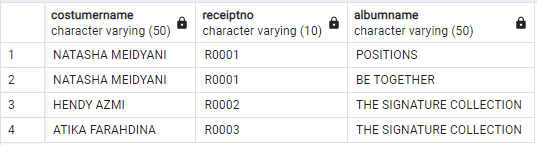 costumername receiptno albumname
character varying (50) character varying (10) character varying (50)
1 NATASHA MEIDYANI R0001 POSITIONS
2 NATASHA MEIDYANI R0001 BE TOGETHER
3 HENDY AZMI R0002 THE SIGNATURE COLLECTION
4 ATIKA FARAHDINA R0003 THE SIGNATURE COLLECTION